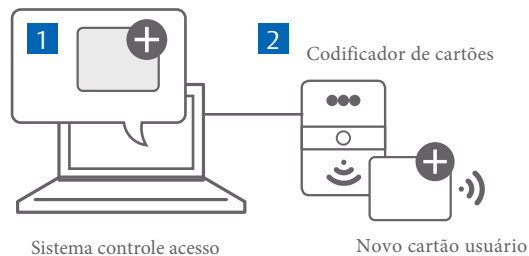 1
2
Codificador de cartões
Sistema controle acesso
Novo cartão usuário